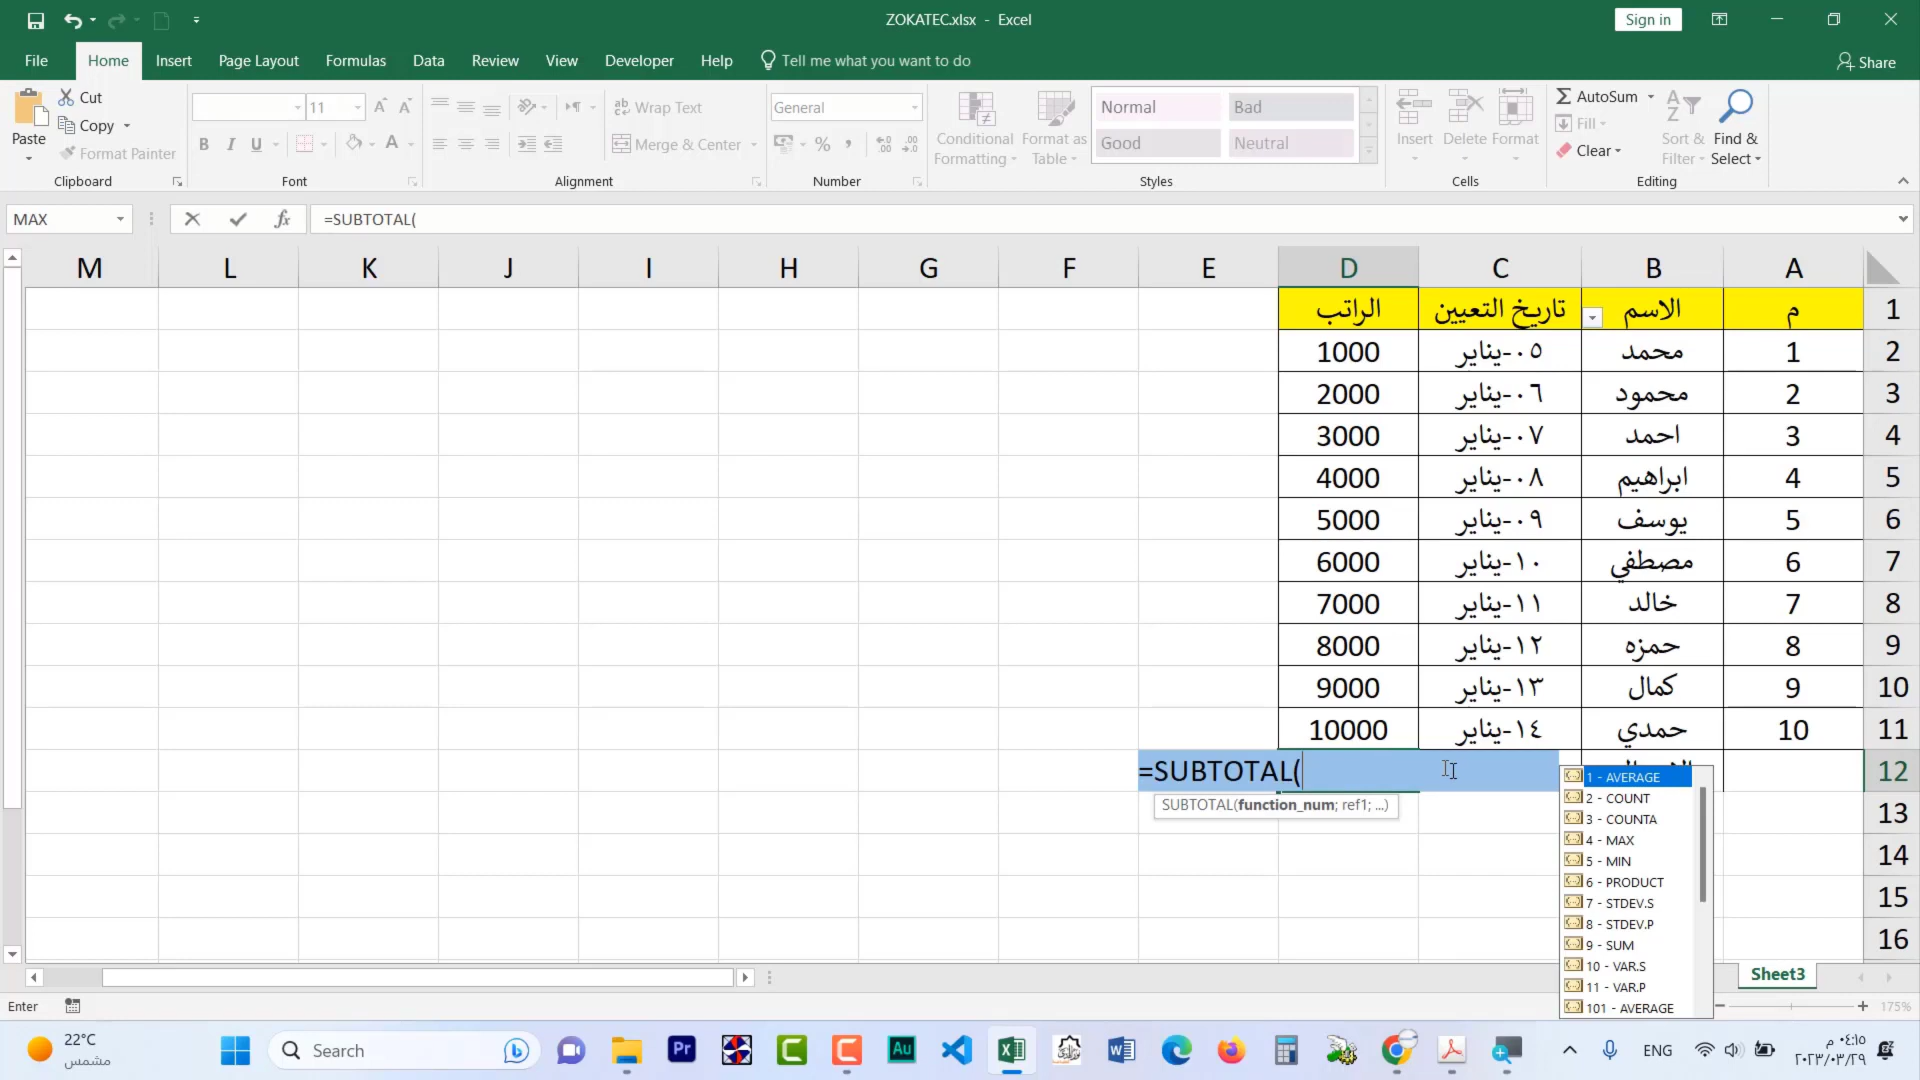 ZOKATEC.xlsx - Excel
Sign in
File Home Insert Page Layout Formulas Data Review View Developer Help Tell me what you want to do
Share
Paste
Cut
Copy
Format Painter
Clipboard
11
B I U
Font
Wrap Text
Merge & Center
Alignment
General
Number
Conditional Formatting
Format as Table
Normal Bad
Good Neutral
Styles
Insert Delete Format
Cells
AutoSum
Fill
Clear
Sort & Filter
Find & Select
Editing
MAX
fx
=SUBTOTAL(
M L K J I H G F E D C B A
م الاسم تاريخ التعيين الراتب 1
1 محمد ٠٥-يناير 1000 2
2 محمود ٠٦-يناير 2000 3
3 احمد ٠٧-يناير 3000 4
4 ابراهيم ٠٨-يناير 4000 5
5 يوسف ٠٩-يناير 5000 6
6 مصطفي ١٠-يناير 6000 7
7 خالد ١١-يناير 7000 8
8 حمزه ١٢-يناير 8000 9
9 كمال ١٣-يناير 9000 10
10 حمدي ١٤-يناير 10000 11
=SUBTOTAL( 12
SUBTOTAL(function_num; ref1; ...)
13
14
15
16
1 - AVERAGE
2 - COUNT
3 - COUNTA
4 - MAX
5 - MIN
6 - PRODUCT
7 - STDEV.S
8 - STDEV.P
9 - SUM
10 - VAR.S
11 - VAR.P
101 - AVERAGE
Sheet3
Enter
175%
22°C
مشمس
Search
Pr
Au
ENG
٠٤:١٥ م
٢٠٢٣/٠٣/٢٩